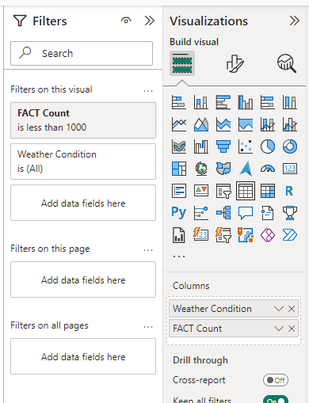 Filters
Search
Filters on this visual
...
FACT Count
is less than 1000
Weather Condition
is (All)
Add data fields here
Filters on this page
...
Add data fields here
Filters on all pages
...
Add data fields here
Visualizations
Build visual
123
R
Py
123
...
Columns
Weather Condition
FACT Count
Drill through
Cross-report
Off
Keep all filters
On